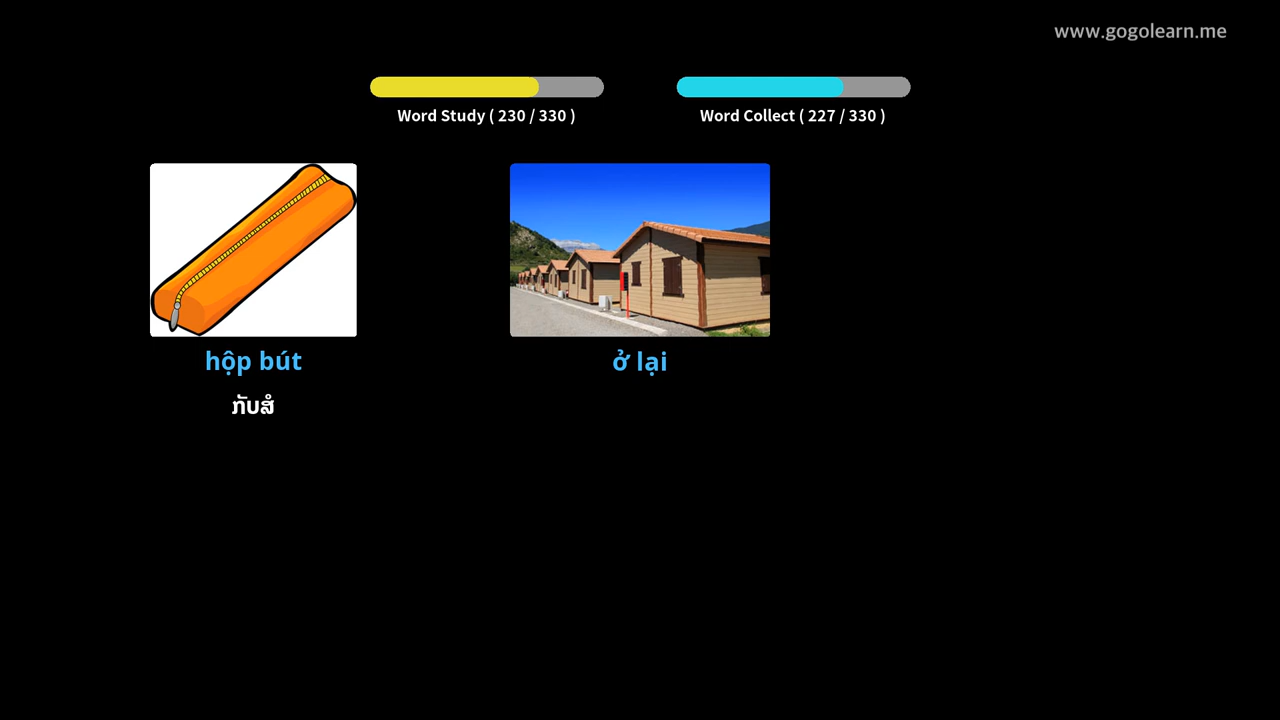 www.gogolearn.me
Word Study ( 230 / 330 )
Word Collect ( 227 / 330 )
hộp bút
ở lại
ກັບສໍ